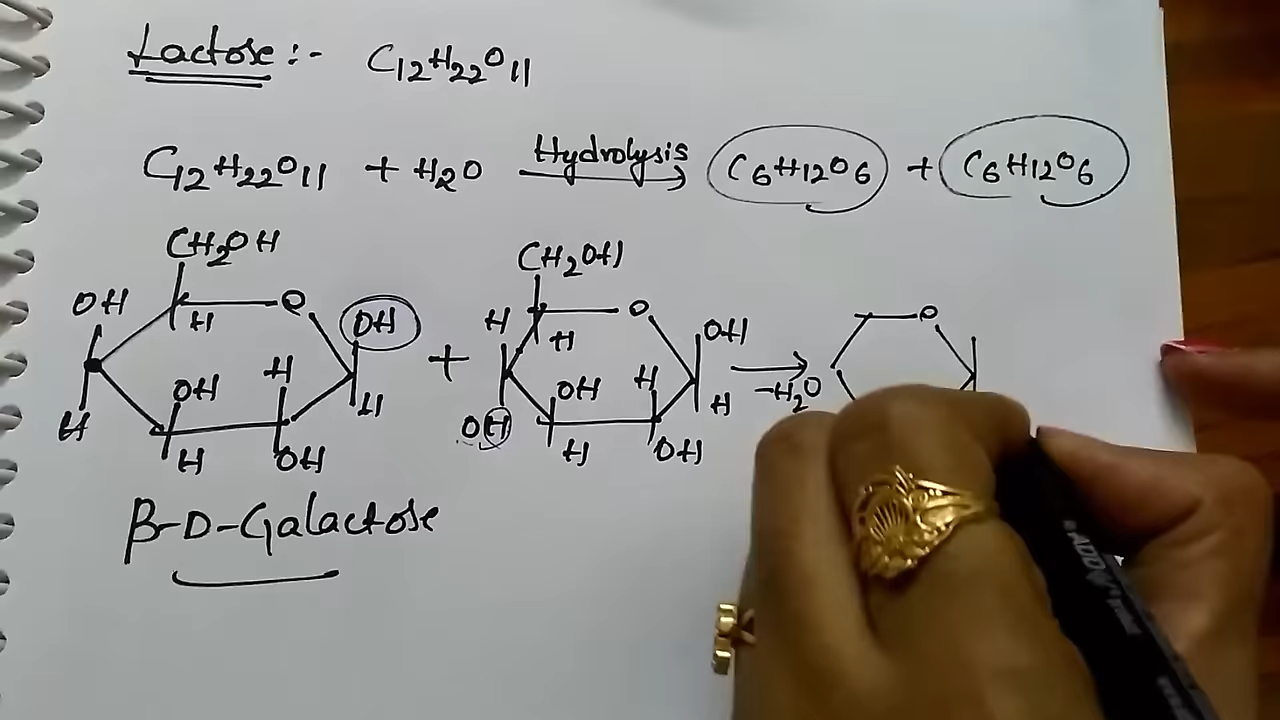 Lactose :- C12H22O11
C12H22O11 + H2O Hydrolysis C6H12O6 + C6H12O6
CH2OH CH2OH
OH H O OH H H O OH
OH H OH H
+ -H2O O
H H OH H
H OH H OH
β-D-Galactose
ADD